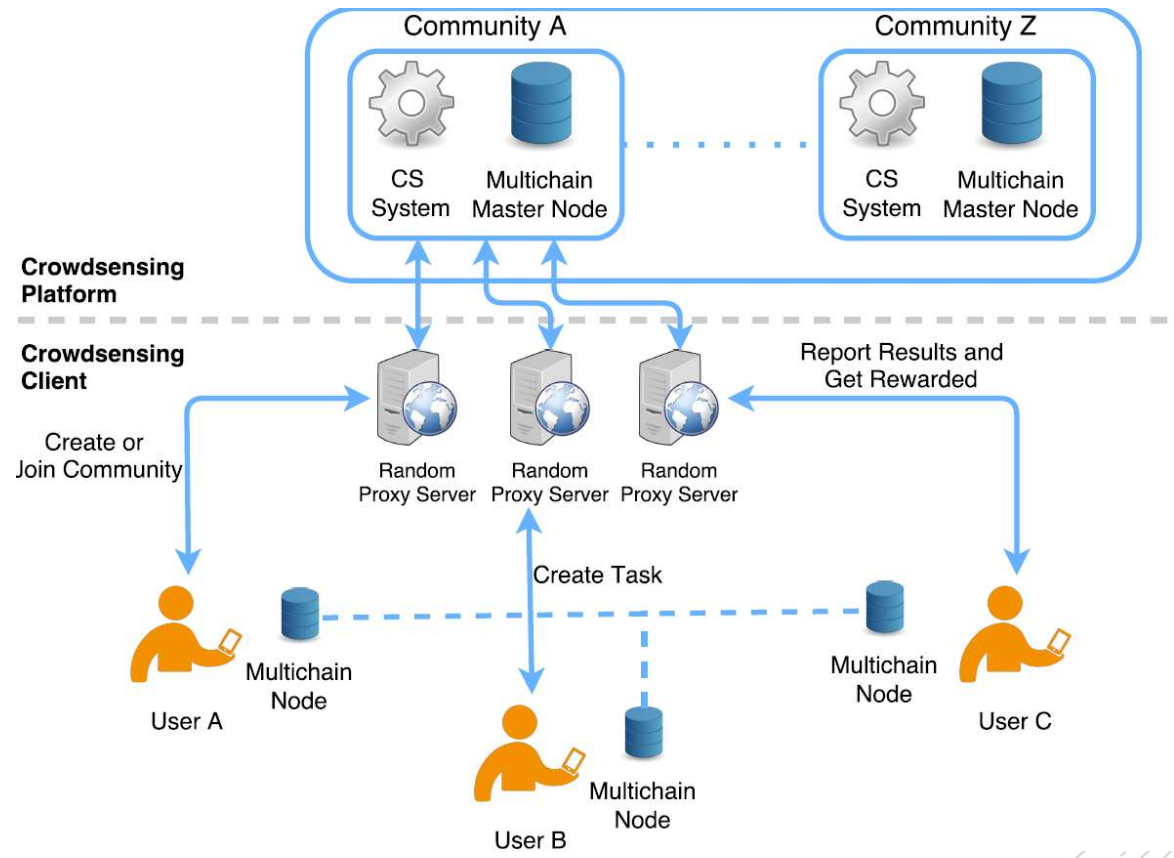 Community A
Community Z
CS
System
Multichain
Master Node
CS
System
Multichain
Master Node
Crowdsensing
Platform
Crowdsensing
Client
Report Results and
Get Rewarded
Create or
Join Community
Random
Proxy Server
Random
Proxy Server
Random
Proxy Server
Create Task
Multichain
Node
User A
Multichain
Node
User C
Multichain
Node
User B